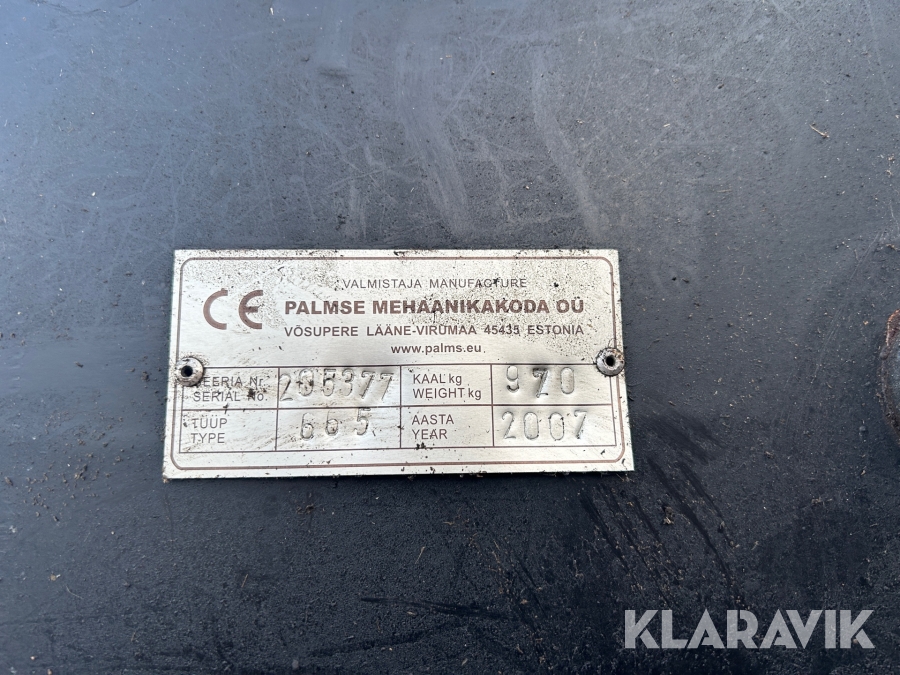 VALMISTAJA MANUFACTURE
CE PALMSE MEHAANIKAKODA OÜ
VÕSUPERE LÄÄNE-VIRUMAA 45435 ESTONIA
www.palms.eu
SEERIA Nr. 206377 KAAL kg 970
SERIAL No. WEIGHT kg
TÜÜP 665 AASTA 2007
TYPE YEAR
KLARAVIK